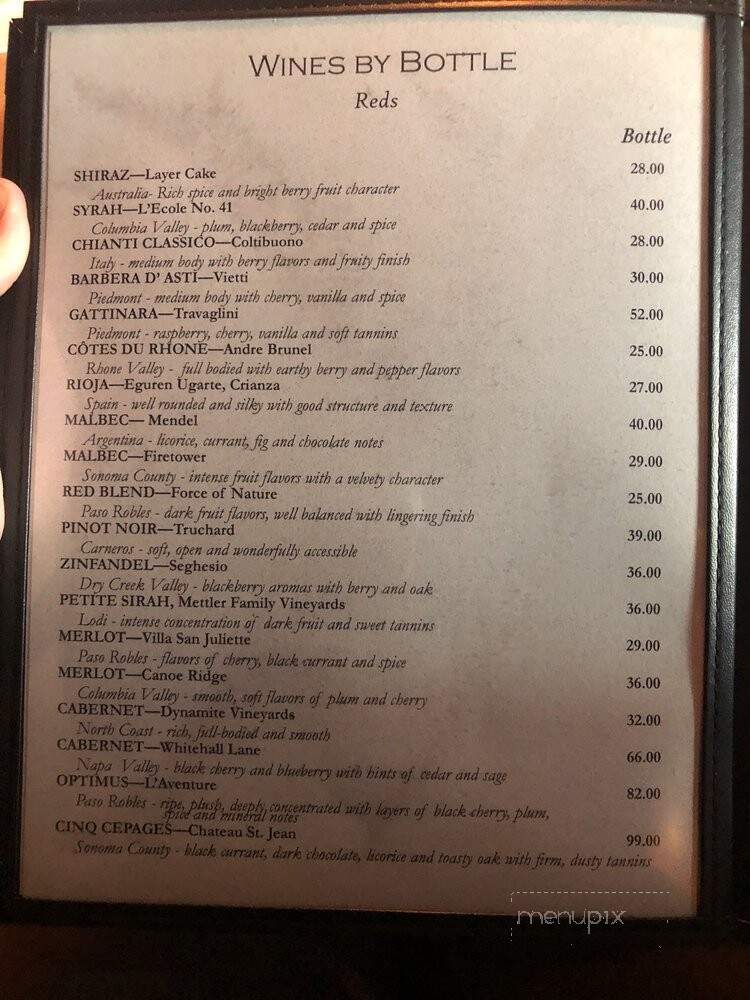 WINES BY BOTTLE
Reds
Bottle
SHIRAZ—Layer Cake 28.00
Australia- Rich spice and bright berry fruit character
SYRAH—L'Ecole No. 41 40.00
Columbia Valley - plum, blackberry, cedar and spice
CHIANTI CLASSICO—Coltibuono 28.00
Italy - medium body with berry flavors and fruity finish
BARBERA D' ASTI—Vietti 30.00
Piedmont - medium body with cherry, vanilla and spice
GATTINARA—Travaglini 52.00
Piedmont - raspberry, cherry, vanilla and soft tannins
CÔTES DU RHONE—Andre Brunel 25.00
Rhone Valley - full bodied with earthy berry and pepper flavors
RIOJA—Eguren Ugarte, Crianza 27.00
Spain - well rounded and silky with good structure and texture
MALBEC— Mendel 40.00
Argentina - licorice, currant, fig and chocolate notes
MALBEC—Firetower 29.00
Sonoma County - intense fruit flavors with a velvety character
RED BLEND—Force of Nature 25.00
Paso Robles - dark fruit flavors, well balanced with lingering finish
PINOT NOIR—Truchard 39.00
Carneros - soft, open and wonderfully accessible
ZINFANDEL—Seghesio 36.00
Dry Creek Valley - blackberry aromas with berry and oak
PETITE SIRAH, Mettler Family Vineyards 36.00
Lodi - intense concentration of dark fruit and sweet tannins
MERLOT—Villa San Juliette 29.00
Paso Robles - flavors of cherry, black currant and spice
MERLOT—Canoe Ridge 36.00
Columbia Valley - smooth, soft flavors of plum and cherry
CABERNET—Dynamite Vineyards 32.00
North Coast - rich, full-bodied and smooth
CABERNET—Whitehall Lane 66.00
Napa Valley - black cherry and blueberry with hints of cedar and sage
OPTIMUS—L'Aventure 82.00
Paso Robles - ripe, plush, deeply concentrated with layers of black cherry, plum,
spice and mineral notes
CINQ CEPAGES—Chateau St. Jean 99.00
Sonoma County - black currant, dark chocolate, licorice and toasty oak with firm, dusty tannins
menupix